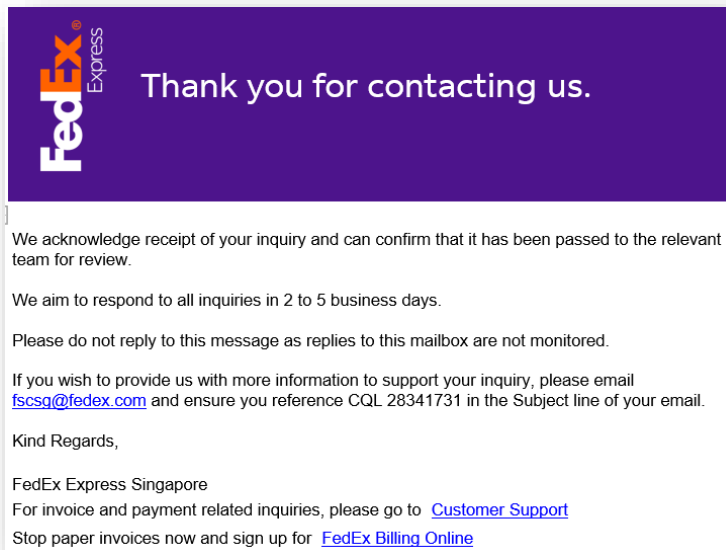 FedEx®
Express
Thank you for contacting us.
We acknowledge receipt of your inquiry and can confirm that it has been passed to the relevant
team for review.
We aim to respond to all inquiries in 2 to 5 business days.
Please do not reply to this message as replies to this mailbox are not monitored.
If you wish to provide us with more information to support your inquiry, please email
fscsg@fedex.com and ensure you reference CQL 28341731 in the Subject line of your email.
Kind Regards,
FedEx Express Singapore
For invoice and payment related inquiries, please go to Customer Support
Stop paper invoices now and sign up for FedEx Billing Online